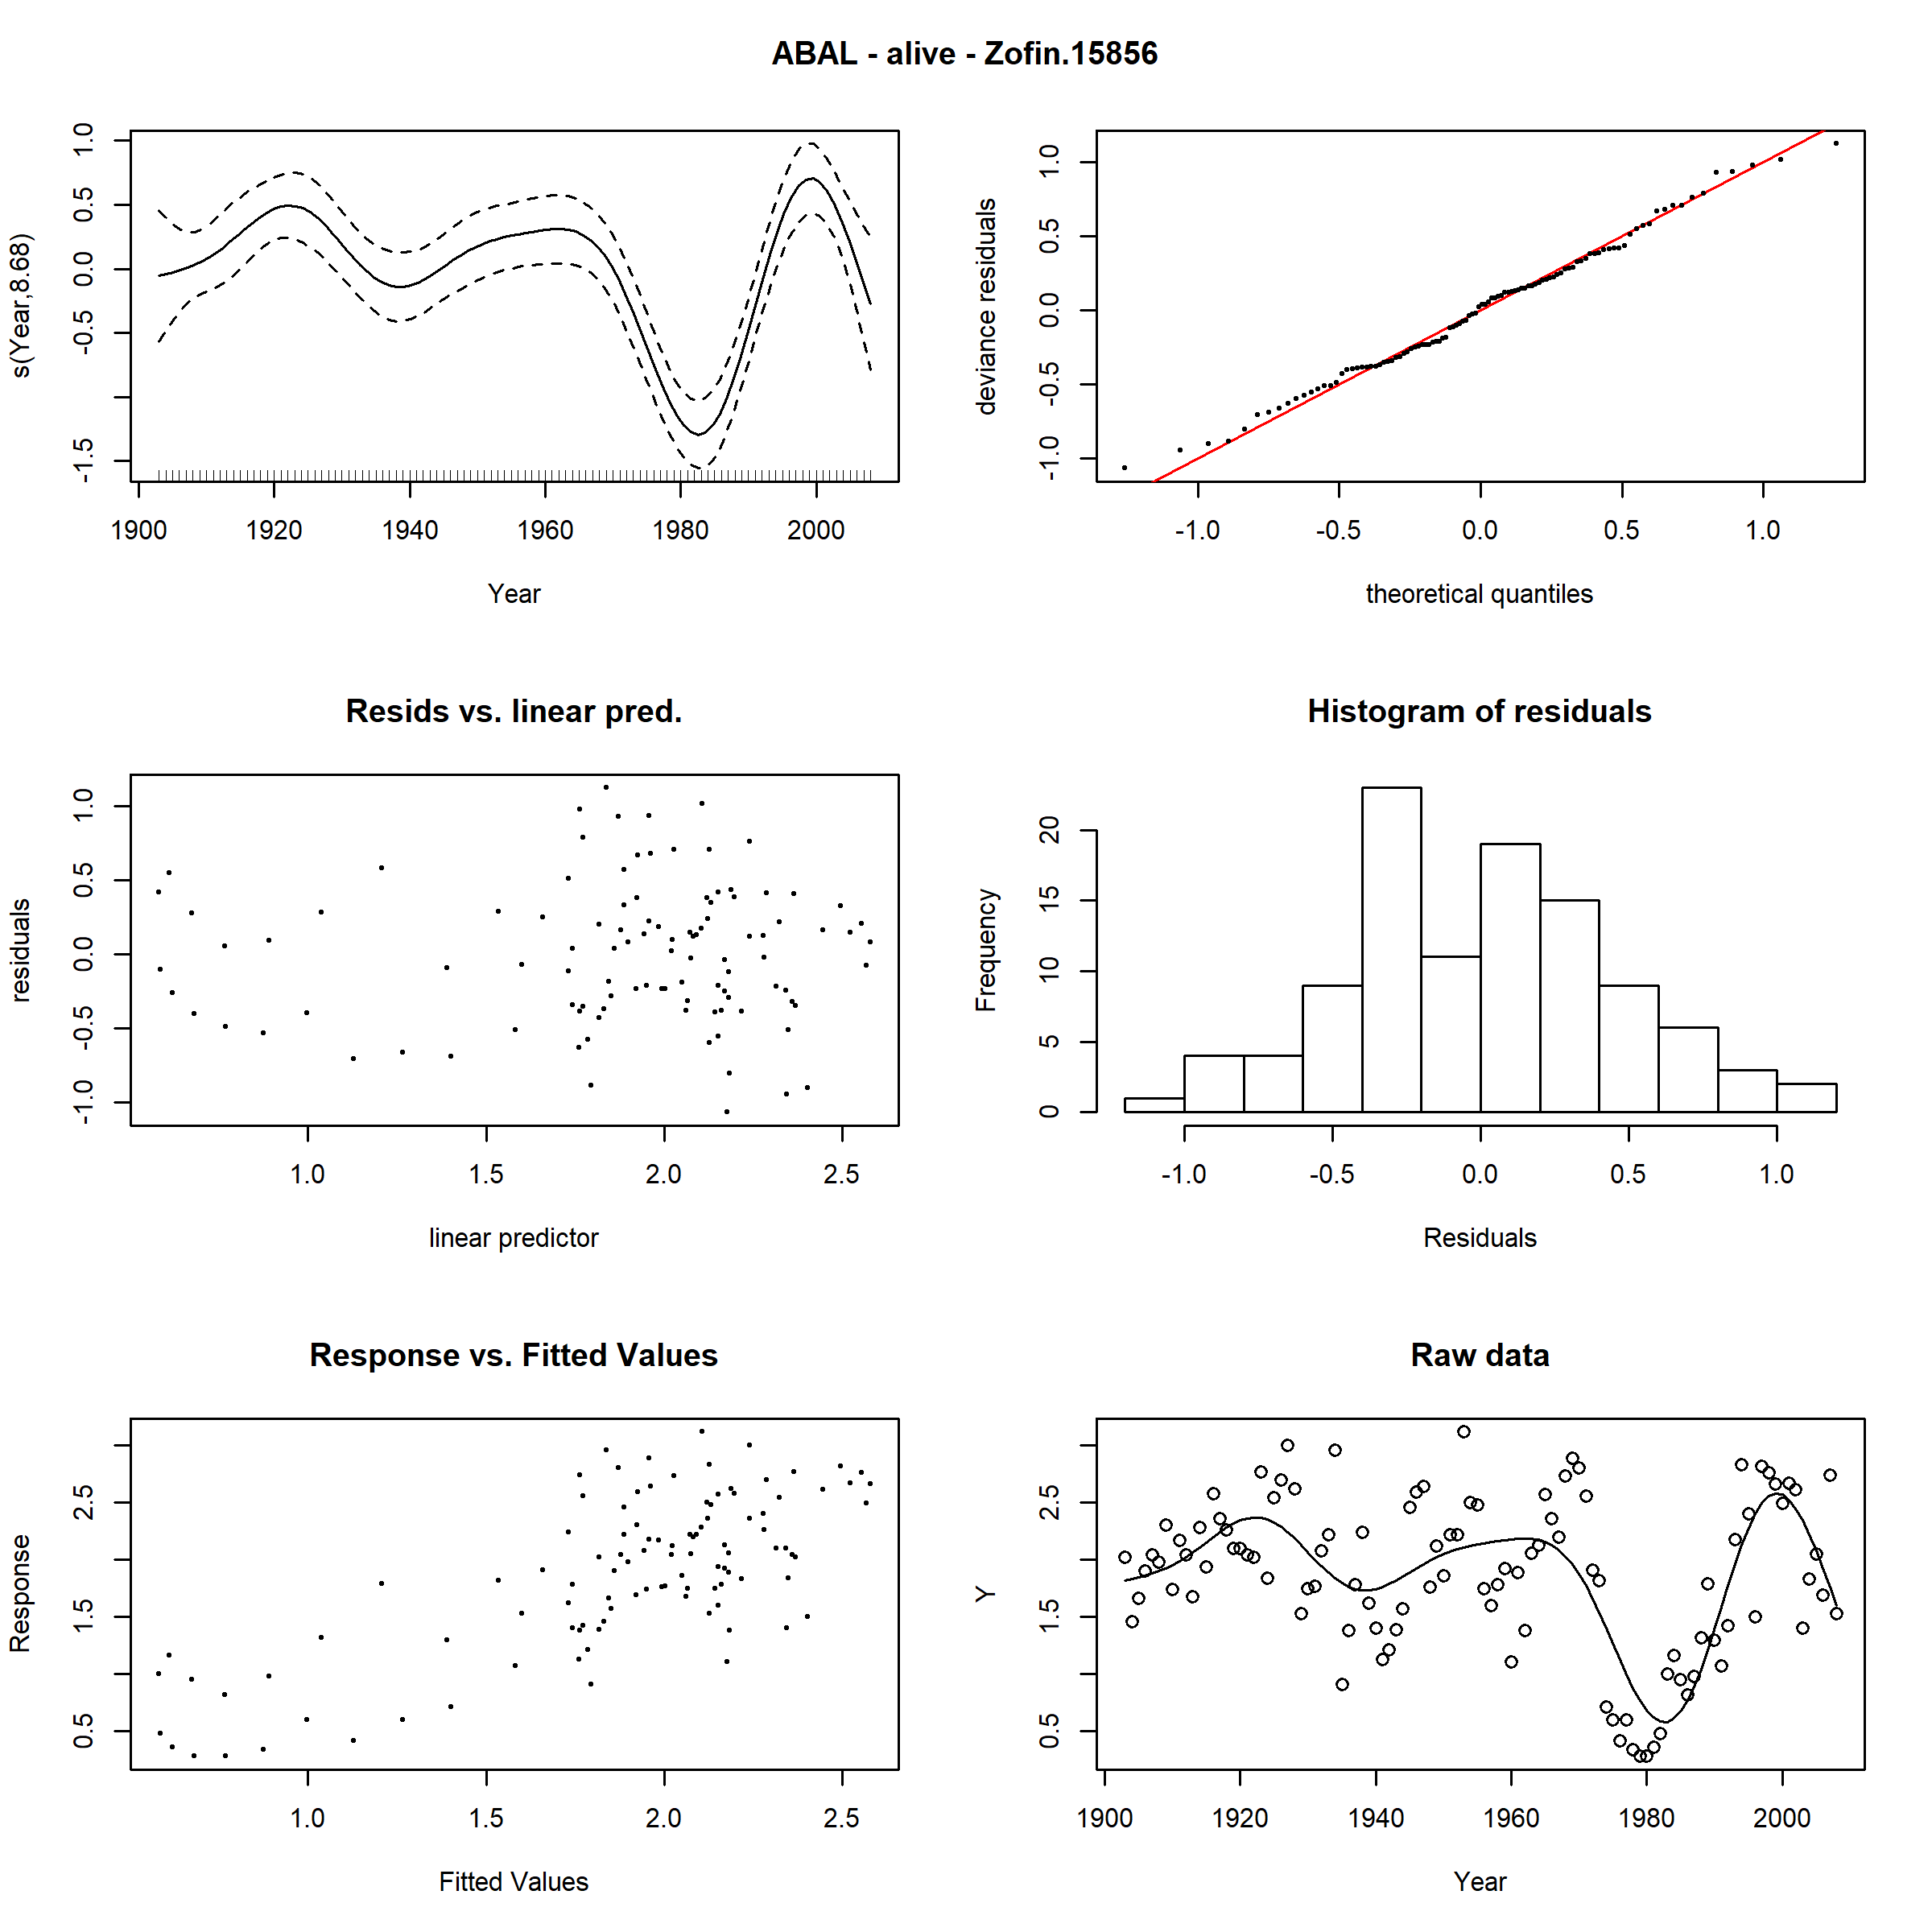 ABAL - alive - Zofin.15856
s(Year,8.68)
-1.5 -0.5 0.0 0.5 1.0
1900 1920 1940 1960 1980 2000
Year
deviance residuals
-1.0 -0.5 0.0 0.5 1.0
-1.0 -0.5 0.0 0.5 1.0
theoretical quantiles
Resids vs. linear pred.
residuals
-1.0 -0.5 0.0 0.5 1.0
1.0 1.5 2.0 2.5
linear predictor
Histogram of residuals
Frequency
0 5 10 15 20
-1.0 -0.5 0.0 0.5 1.0
Residuals
Response vs. Fitted Values
Response
0.5 1.5 2.5
1.0 1.5 2.0 2.5
Fitted Values
Raw data
Y
0.5 1.5 2.5
1900 1920 1940 1960 1980 2000
Year